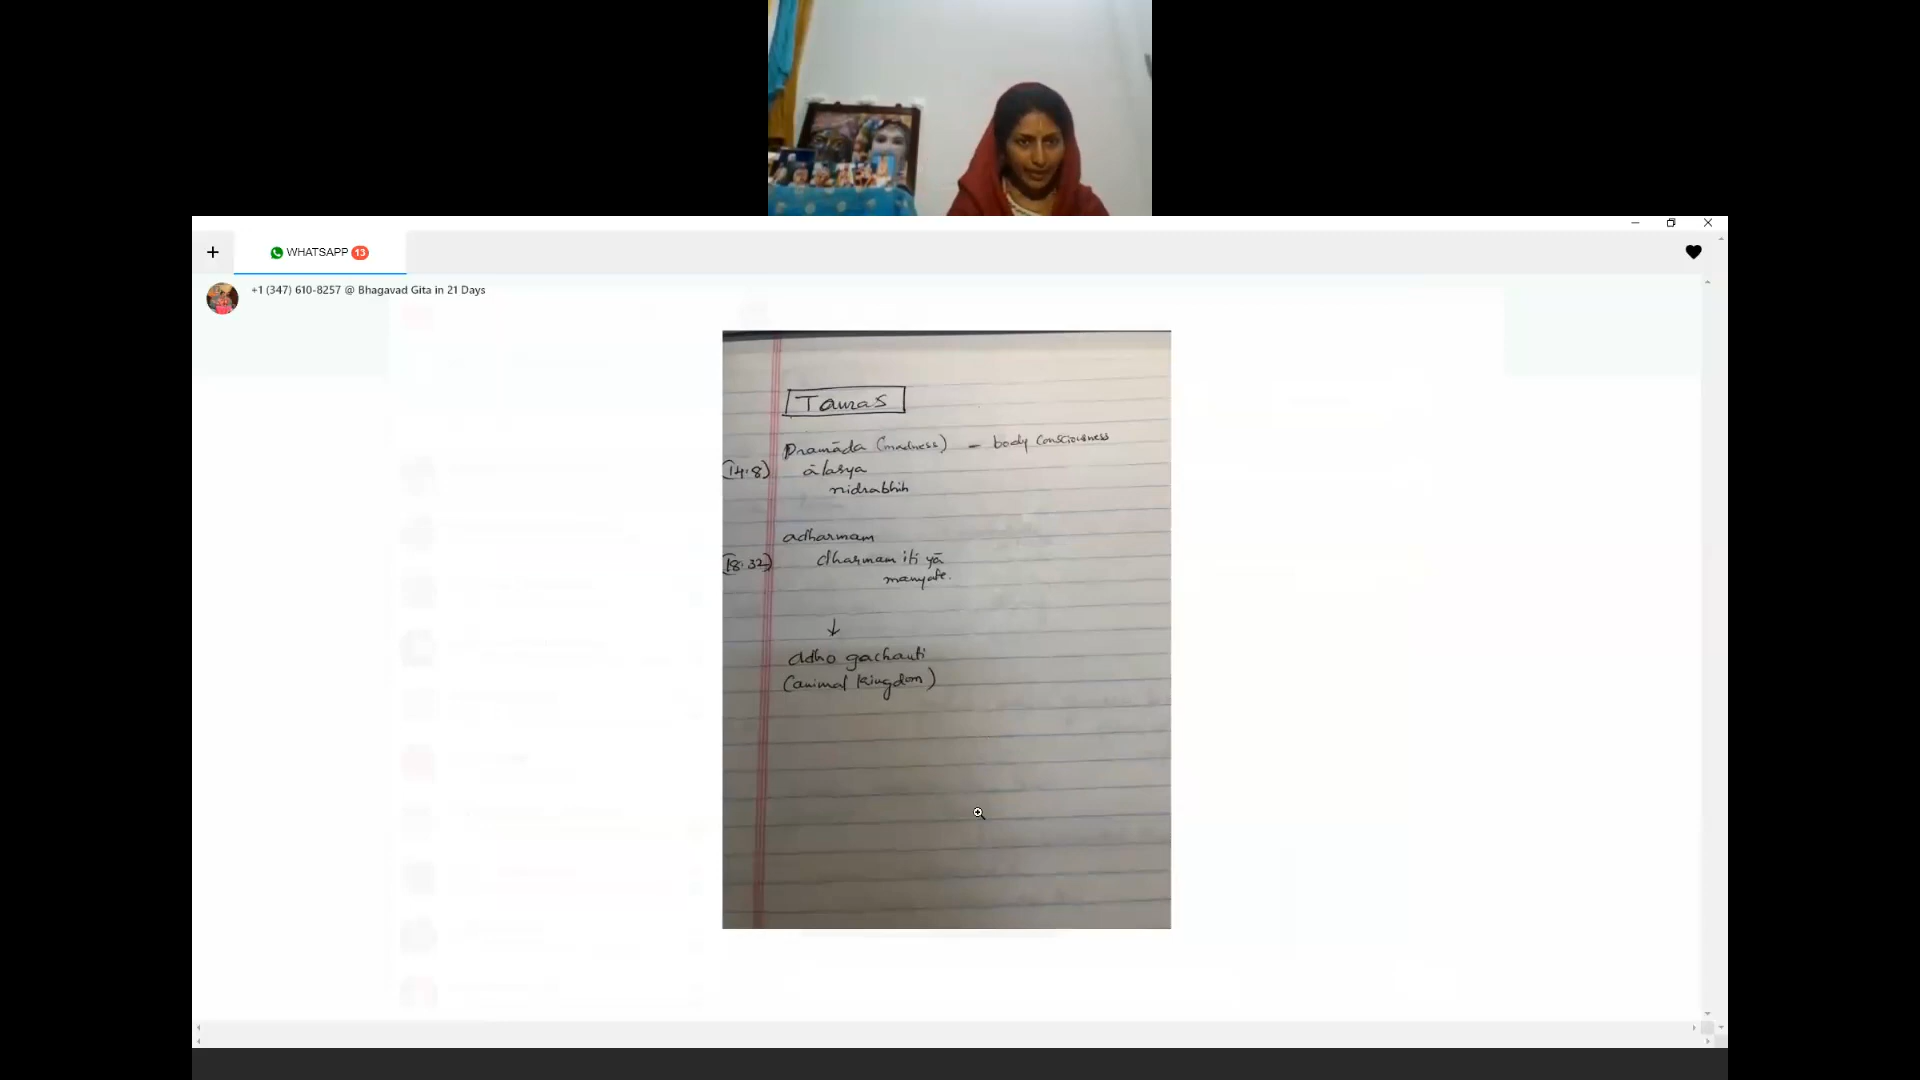 WHATSAPP 13
+1 (347) 610-8257 @ Bhagavad Gita in 21 Days
Tamas
Pramāda (madness) - body consciousness
(14.8) ālasya
nidrabhih
adharmam
(18.32) dharmam iti yā
manyate.
↓
adho gachanti
(animal kingdom)